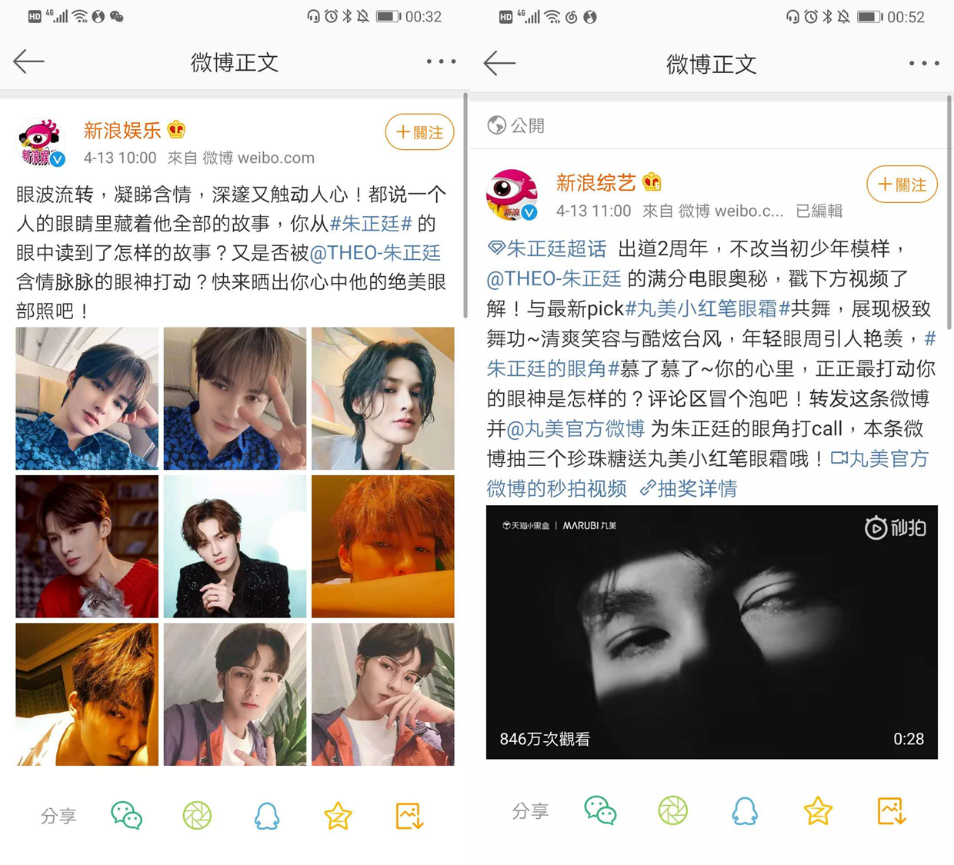 HD 4G 00:32
微博正文
新浪娱乐
+關注
4-13 10:00 來自 微博 weibo.com
眼波流转，凝睇含情，深邃又触动人心！都说一个
人的眼睛里藏着他全部的故事，你从#朱正廷# 的
眼中读到了怎样的故事？又是否被@THEO-朱正廷
含情脉脉的眼神打动？快来晒出你心中他的绝美眼
部照吧！
分享
HD 4G 00:52
微博正文
公開
新浪综艺
+關注
4-13 11:00 來自 微博 weibo.c... 已編輯
朱正廷超话 出道2周年，不改当初少年模样，
@THEO-朱正廷 的满分电眼奥秘，戳下方视频了
解！与最新pick#丸美小红笔眼霜#共舞，展现极致
舞功~清爽笑容与酷炫台风，年轻眼周引人艳羡，#
朱正廷的眼角#慕了慕了~你的心里，正正最打动你
的眼神是怎样的？评论区冒个泡吧！转发这条微博
并@丸美官方微博 为朱正廷的眼角打call，本条微
博抽三个珍珠糖送丸美小红笔眼霜哦！丸美官方
微博的秒拍视频 抽奖详情
天猫小黑盒 | MARUBI 丸美
秒拍
846万次觀看
0:28
分享